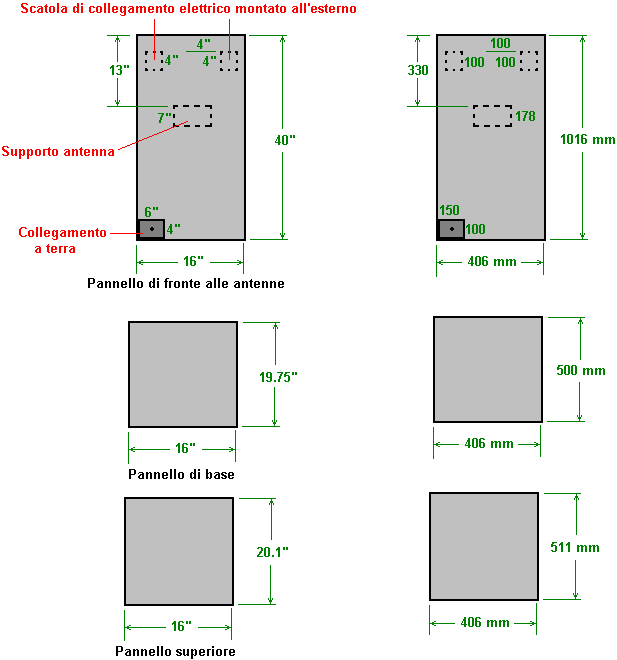 Scatola di collegamento elettrico montato all'esterno
4"
4"
4"
13"
7"
40"
Supporto antenna
6"
4"
Collegamento
a terra
16"
Pannello di fronte alle antenne
100
100
100
330
178
1016 mm
150
100
406 mm
19.75"
16"
Pannello di base
500 mm
406 mm
20.1"
16"
Pannello superiore
511 mm
406 mm